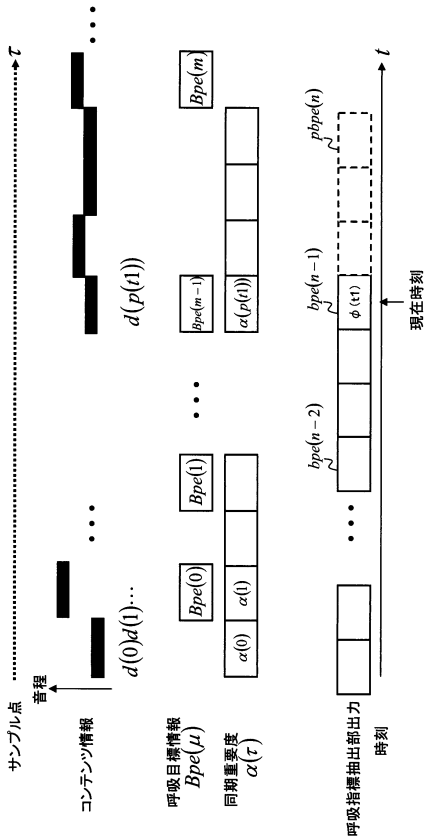 サンプル点
τ
音程
コンテンツ情報
d(0)d(1)…
…
d(p(t1))
…
呼吸目標情報
Bpe(μ)
Bpe(0)
Bpe(1)
…
Bpe(m−1)
Bpe(m)
同期重要度
α(τ)
α(0)
α(1)
α(p(t1))
呼吸指標抽出部出力
…
bpe(n−2)
bpe(n−1)
φ(t1)
pbpe(n)
時刻
t
現在時刻